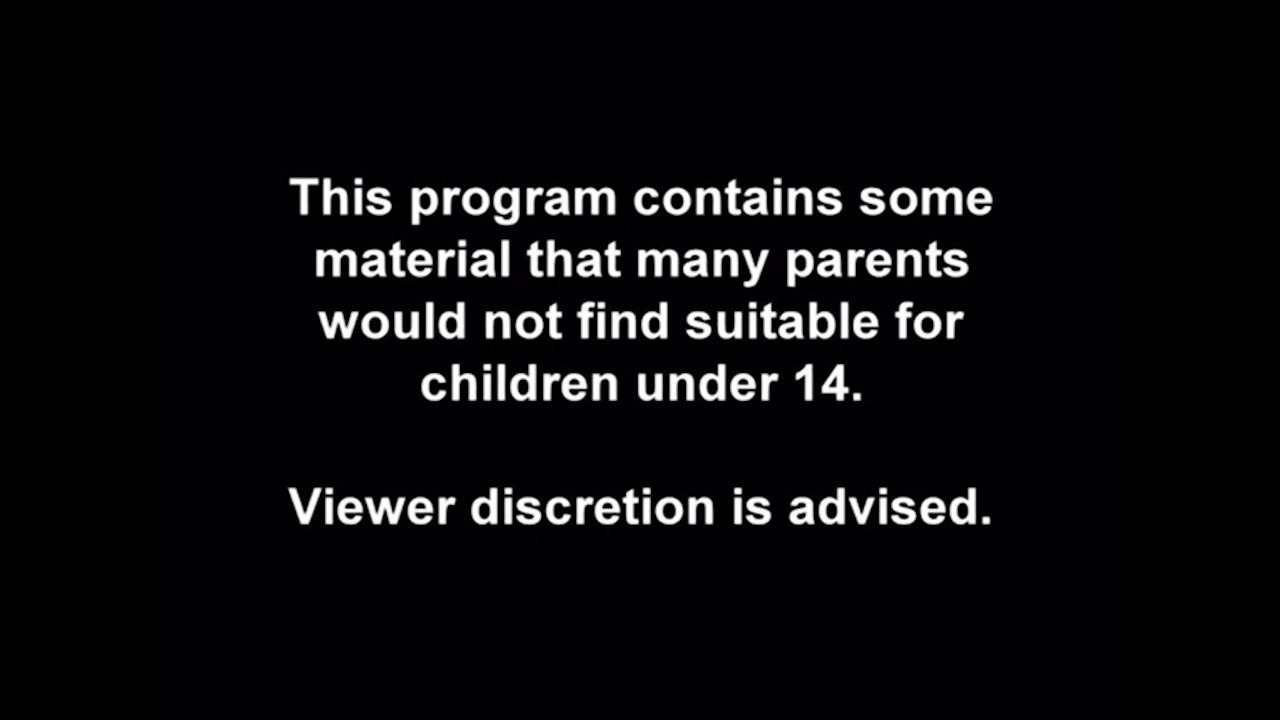 This program contains some
material that many parents
would not find suitable for
children under 14.
Viewer discretion is advised.